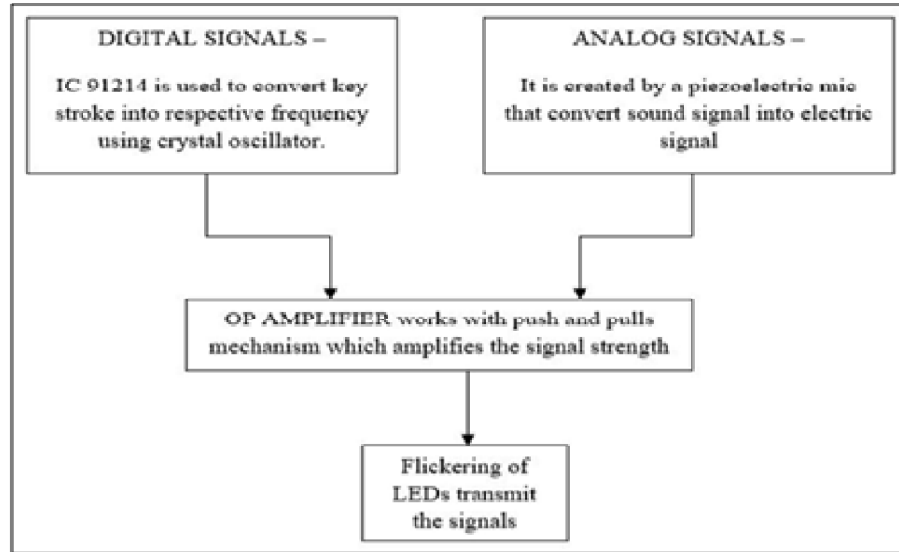 DIGITAL SIGNALS –
IC 91214 is used to convert key
stroke into respective frequency
using crystal oscillator.
ANALOG SIGNALS –
It is created by a piezoelectric mic
that convert sound signal into electric
signal
OP AMPLIFIER works with push and pulls
mechanism which amplifies the signal strength
Flickering of
LEDs transmit
the signals